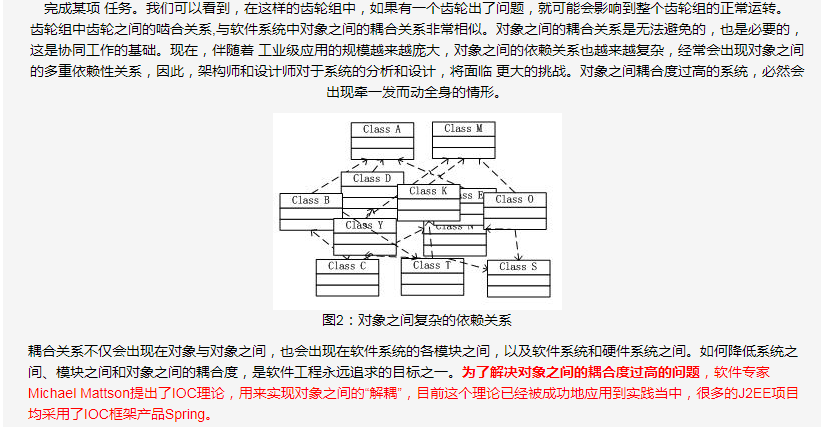 完成某项 任务。我们可以看到，在这样的齿轮组中，如果有一个齿轮出了问题，就可能会影响到整个齿轮组的正常运转。
齿轮组中齿轮之间的啮合关系,与软件系统中对象之间的耦合关系非常相似。对象之间的耦合关系是无法避免的，也是必要的，
这是协同工作的基础。现在，伴随着 工业级应用的规模越来越庞大，对象之间的依赖关系也越来越复杂，经常会出现对象之间
的多重依赖性关系，因此，架构师和设计师对于系统的分析和设计，将面临 更大的挑战。对象之间耦合度过高的系统，必然会
出现牵一发而动全身的情形。
Class A
Class M
Class D
Class K
Class E
Class B
Class O
Class Y
Class N
Class C
Class T
Class S
图2：对象之间复杂的依赖关系
耦合关系不仅会出现在对象与对象之间，也会出现在软件系统的各模块之间，以及软件系统和硬件系统之间。如何降低系统之
间、模块之间和对象之间的耦合度，是软件工程永远追求的目标之一。为了解决对象之间的耦合度过高的问题，软件专家
Michael Mattson提出了IOC理论，用来实现对象之间的“解耦”，目前这个理论已经被成功地应用到实践当中，很多的J2EE项目
均采用了IOC框架产品Spring。